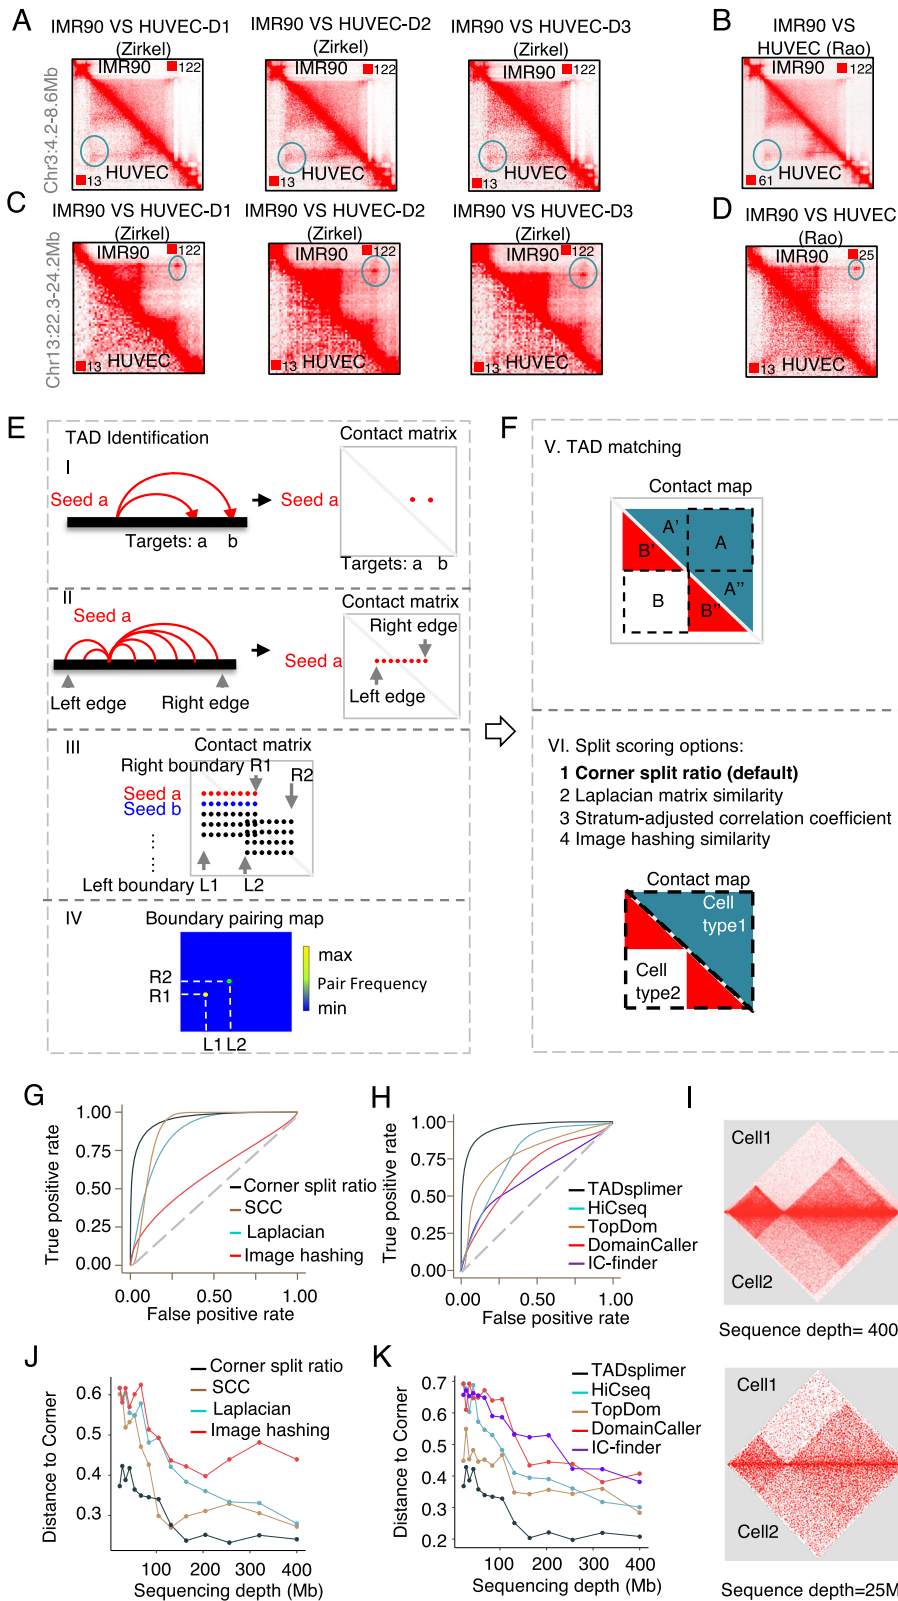 A
IMR90 VS HUVEC-D1
(Zirkel)
IMR90 VS HUVEC-D2
(Zirkel)
IMR90 VS HUVEC-D3
(Zirkel)
B
IMR90 VS
HUVEC (Rao)
Chr3:4.2-8.6Mb
IMR90 122
HUVEC
13
IMR90 122
HUVEC
13
IMR90 122
HUVEC
13
IMR90 122
HUVEC
61
C
IMR90 VS HUVEC-D1
(Zirkel)
IMR90 VS HUVEC-D2
(Zirkel)
IMR90 VS HUVEC-D3
(Zirkel)
D
IMR90 VS HUVEC
(Rao)
Chr13:22.3-24.2Mb
IMR90 122
HUVEC
13
IMR90 122
HUVEC
13
IMR90 122
HUVEC
13
IMR90 25
HUVEC
13
E
TAD Identification
I
Seed a
Targets: a b
Contact matrix
Seed a
Targets: a b
II
Seed a
Left edge
Right edge
Contact matrix
Right edge
Seed a
Left edge
III
Contact matrix
Right boundary R1 R2
Seed a
Seed b
Left boundary L1 L2
IV
Boundary pairing map
R2
R1
L1 L2
max
Pair Frequency
min
F
V. TAD matching
Contact map
A'
A
B'
A''
B
B''
VI. Split scoring options:
1 Corner split ratio (default)
2 Laplacian matrix similarity
3 Stratum-adjusted correlation coefficient
4 Image hashing similarity
Contact map
Cell
type1
Cell
type2
G
True positive rate
1.00
0.75
0.50
0.25
0.00
Corner split ratio
SCC
Laplacian
Image hashing
0.00 0.50 1.00
False positive rate
H
True positive rate
1.00
0.75
0.50
0.25
0.00
TADsplimer
HiCseq
TopDom
DomainCaller
IC-finder
0.00 0.50 1.00
False positive rate
I
Cell1
Cell2
Sequence depth= 400
Cell1
Cell2
Sequence depth=25M
J
Distance to Corner
0.6
0.5
0.4
0.3
Corner split ratio
SCC
Laplacian
Image hashing
100 200 300 400
Sequencing depth (Mb)
K
Distance to Corner
0.7
0.6
0.5
0.4
0.3
0.2
TADsplimer
HiCseq
TopDom
DomainCaller
IC-finder
100 200 300 400
Sequencing depth (Mb)